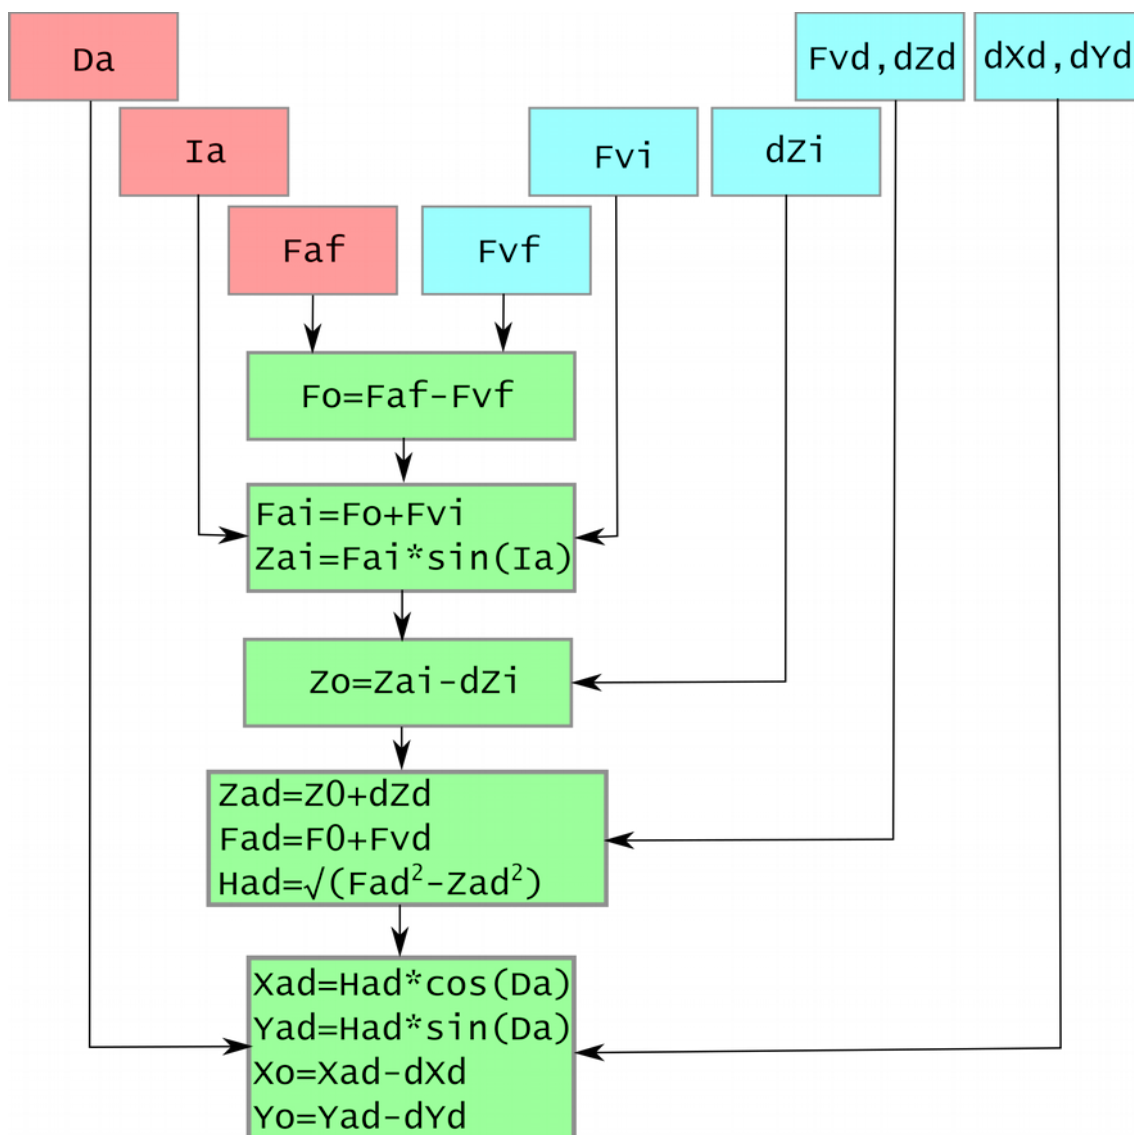 Da
Fvd,dZd
dXd,dYd
Ia
Fvi
dZi
Faf
Fvf
Fo=Faf-Fvf
Fai=Fo+Fvi
Zai=Fai*sin(Ia)
Zo=Zai-dZi
Zad=Z0+dZd
Fad=F0+Fvd
Had=√(Fad²-Zad²)
Xad=Had*cos(Da)
Yad=Had*sin(Da)
Xo=Xad-dXd
Yo=Yad-dYd